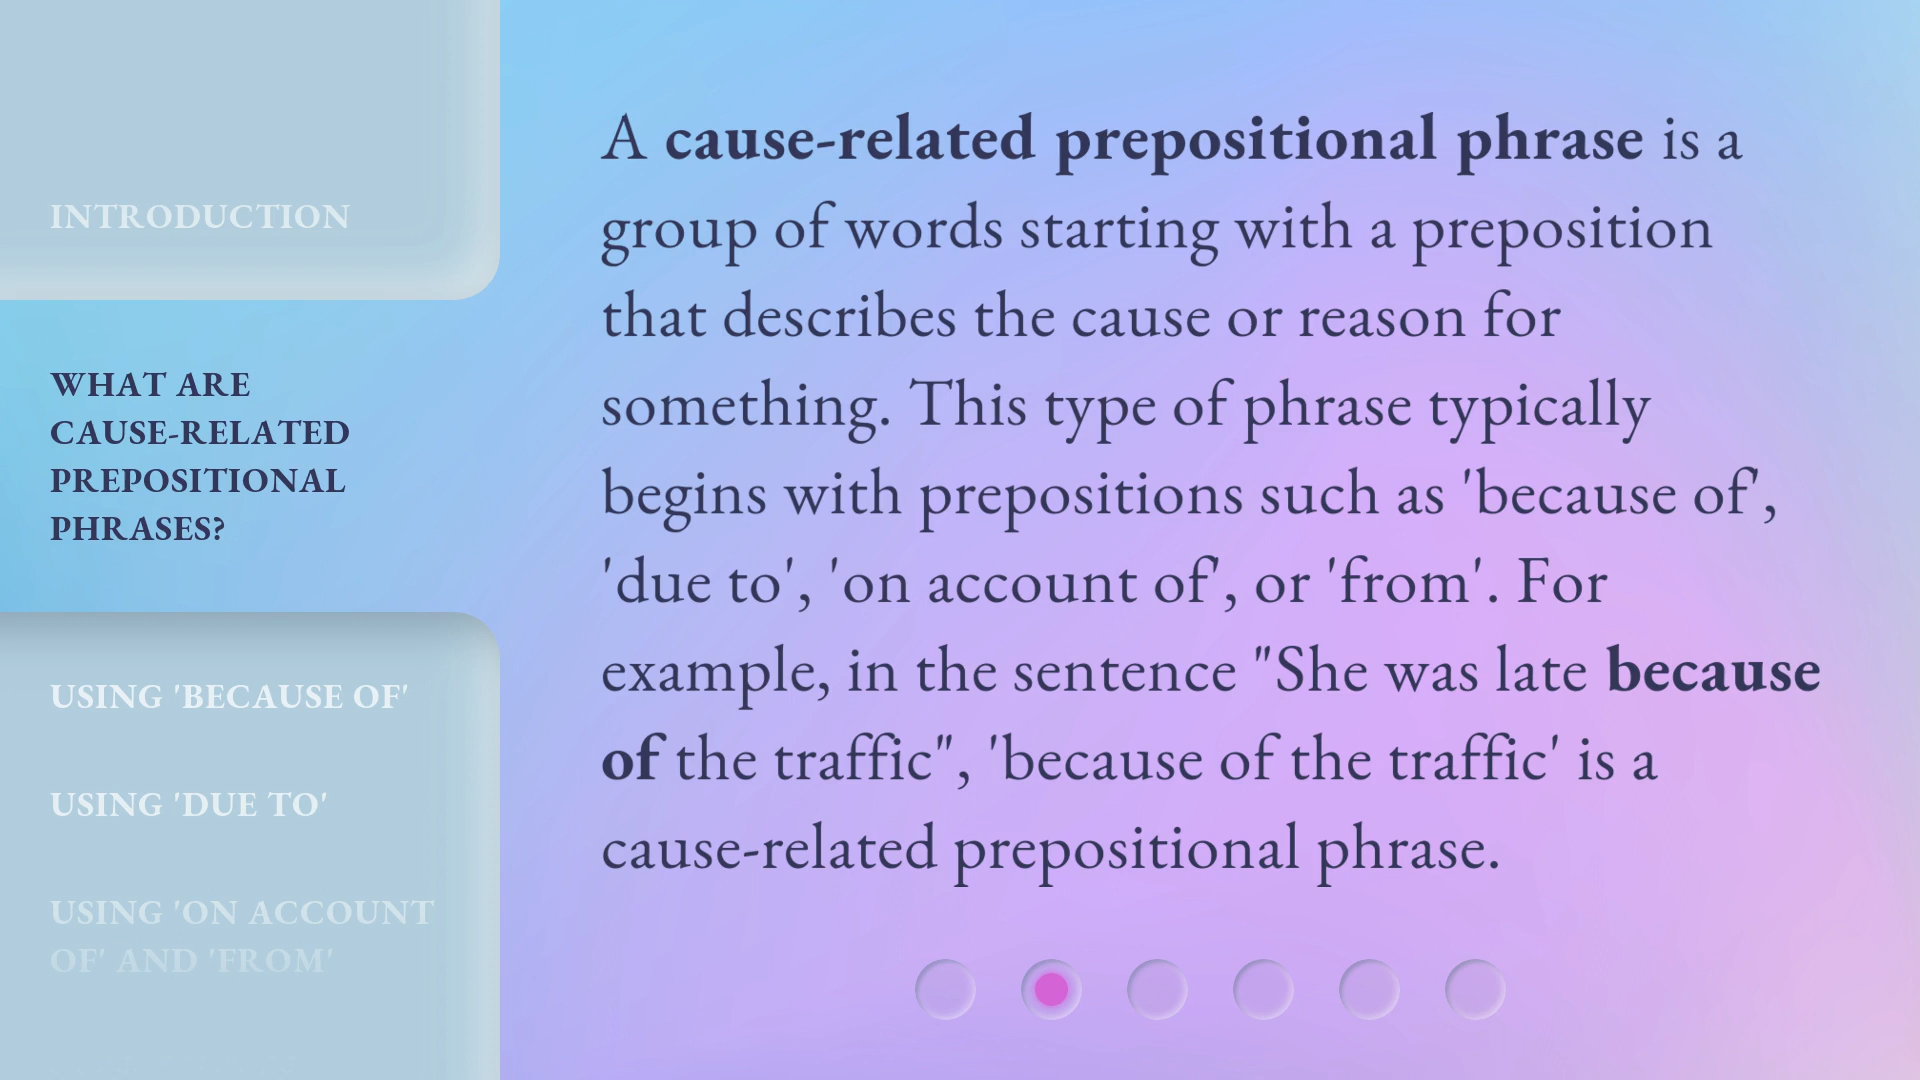 INTRODUCTION
WHAT ARE
CAUSE-RELATED
PREPOSITIONAL
PHRASES?
USING 'BECAUSE OF'
USING 'DUE TO'
USING 'ON ACCOUNT
OF' AND 'FROM'
A cause-related prepositional phrase is a
group of words starting with a preposition
that describes the cause or reason for
something. This type of phrase typically
begins with prepositions such as 'because of',
'due to', 'on account of', or 'from'. For
example, in the sentence "She was late because
of the traffic", 'because of the traffic' is a
cause-related prepositional phrase.